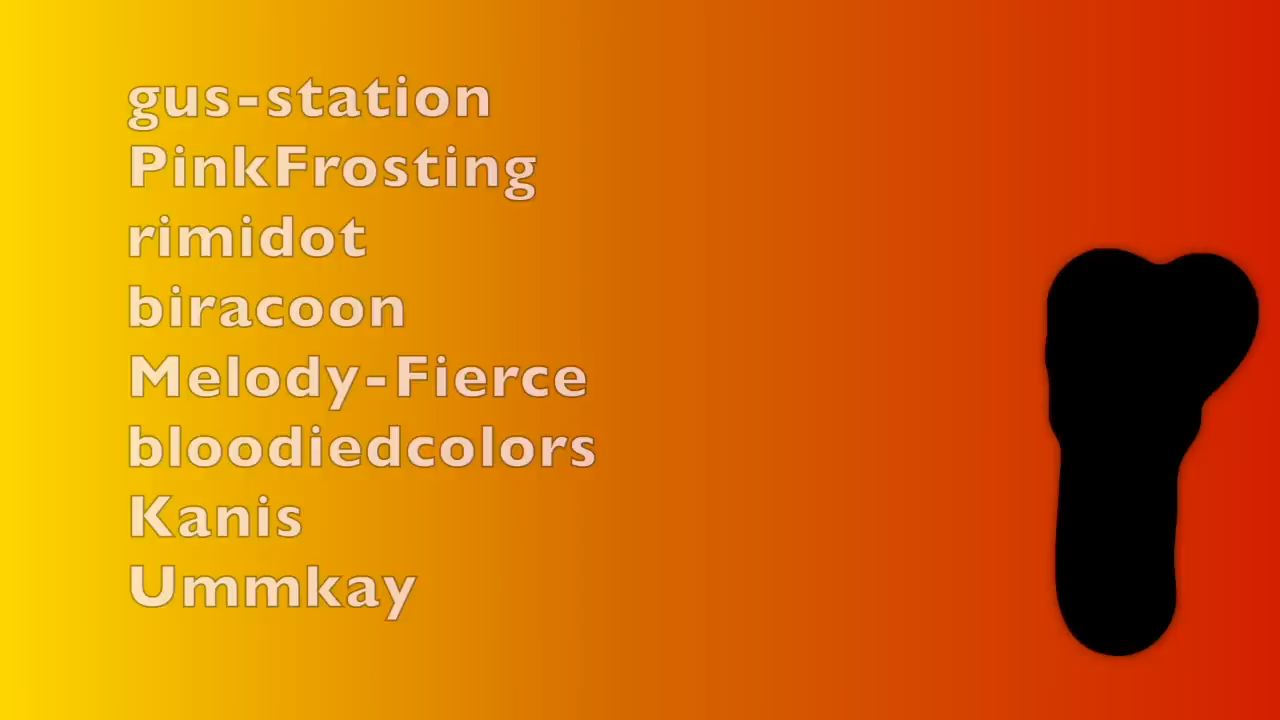 gus-station
PinkFrosting
rimidot
biracoon
Melody-Fierce
bloodiedcolors
Kanis
Ummkay